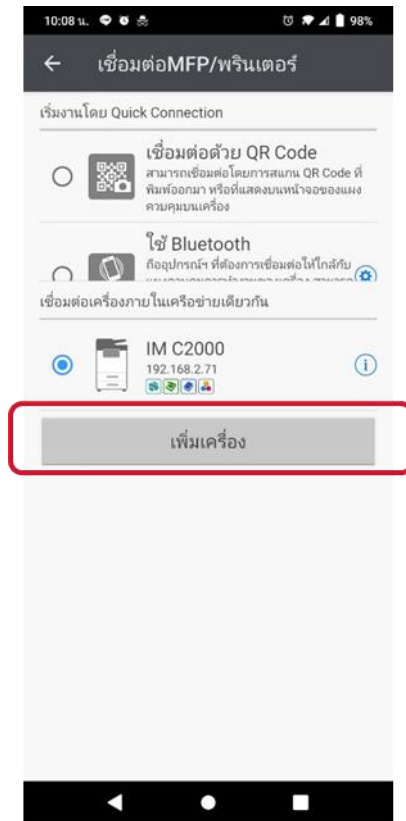 10:08 น.
98%
เชื่อมต่อMFP/พรินเตอร์
เริ่มงานโดย Quick Connection
เชื่อมต่อด้วย QR Code
สามารถเชื่อมต่อโดยการสแกน QR Code ที่
พิมพ์ออกมา หรือที่แสดงบนหน้าจอของแผง
ควบคุมบนเครื่อง
ใช้ Bluetooth
ถืออุปกรณ์ฯ ที่ต้องการเชื่อมต่อให้ใกล้กับ
เชื่อมต่อเครื่องภายในเครือข่ายเดียวกัน
IM C2000
192.168.2.71
เพิ่มเครื่อง